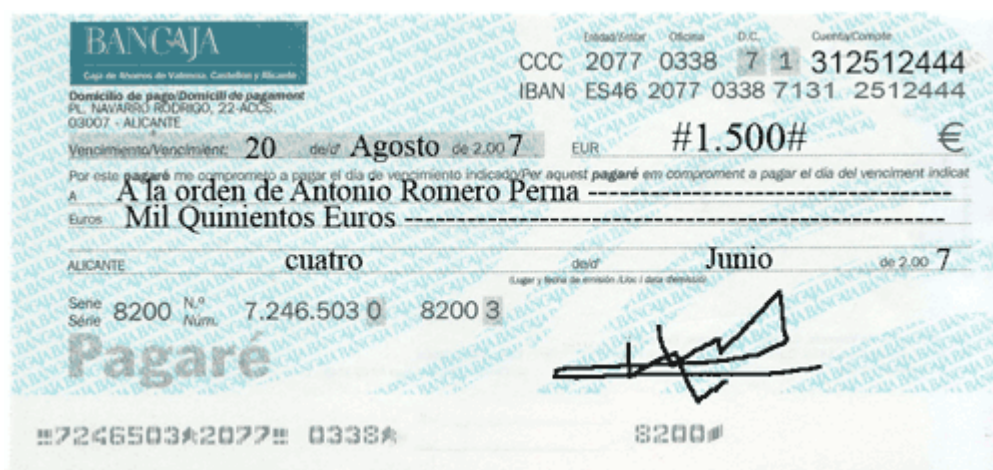 BANCAJA
Caja de Ahorros de Valencia, Castellón y Alicante
Domicilio de pago/Domicili de pagament
PL. NAVARRO RODRIGO, 22-ACCS.
03007 - ALICANTE
Entidad/Entitat Oficina D.C. Cuenta/Compte
CCC 2077 0338 7 1 312512444
IBAN ES46 2077 0338 7131 2512444
Vencimiento/Venciment: 20 de/d' Agosto de 2.00 7 EUR #1.500# €
Por este pagaré me comprometo a pagar el día de vencimiento indicado/Per aquest pagaré em compromet a pagar el dia del venciment indicat
A A la orden de Antonio Romero Perna ------------------------------
Euros Mil Quinientos Euros ---------------------------------------------
ALICANTE cuatro de/d' Junio de 2.00 7
(Lugar y fecha de emisión /Lloc i data d'emissió)
Serie Série 8200 N.º Núm. 7.246.503 0 8200 3
Pagaré
7246503 2077 0338 8200